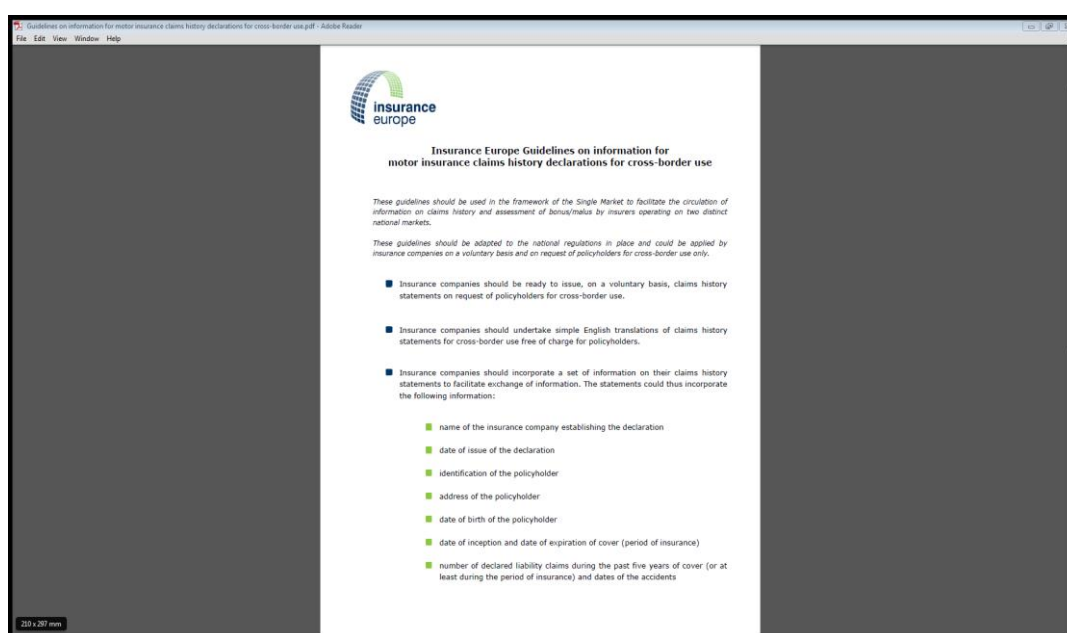 Guidelines on information for motor insurance claims history declarations for cross-border use.pdf - Adobe Reader
File Edit View Window Help
insurance
europe
Insurance Europe Guidelines on information for
motor insurance claims history declarations for cross-border use
These guidelines should be used in the framework of the Single Market to facilitate the circulation of
information on claims history and assessment of bonus/malus by insurers operating on two distinct
national markets.
These guidelines should be adapted to the national regulations in place and could be applied by
insurance companies on a voluntary basis and on request of policyholders for cross-border use only.
Insurance companies should be ready to issue, on a voluntary basis, claims history
statements on request of policyholders for cross-border use.
Insurance companies should undertake simple English translations of claims history
statements for cross-border use free of charge for policyholders.
Insurance companies should incorporate a set of information on their claims history
statements to facilitate exchange of information. The statements could thus incorporate
the following information:
name of the insurance company establishing the declaration
date of issue of the declaration
identification of the policyholder
address of the policyholder
date of birth of the policyholder
date of inception and date of expiration of cover (period of insurance)
number of declared liability claims during the past five years of cover (or at
least during the period of insurance) and dates of the accidents
210 x 297 mm